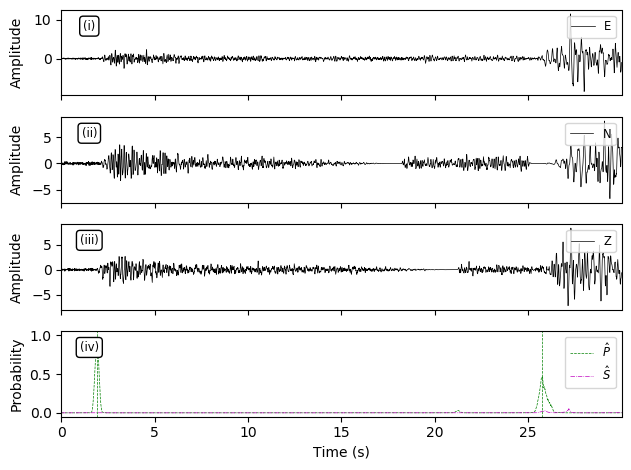 10
0
Amplitude
(i)
E
5
0
−5
Amplitude
(ii)
N
5
0
−5
Amplitude
(iii)
Z
1.0
0.5
0.0
Probability
(iv)
P̂
Ŝ
0 5 10 15 20 25
Time (s)